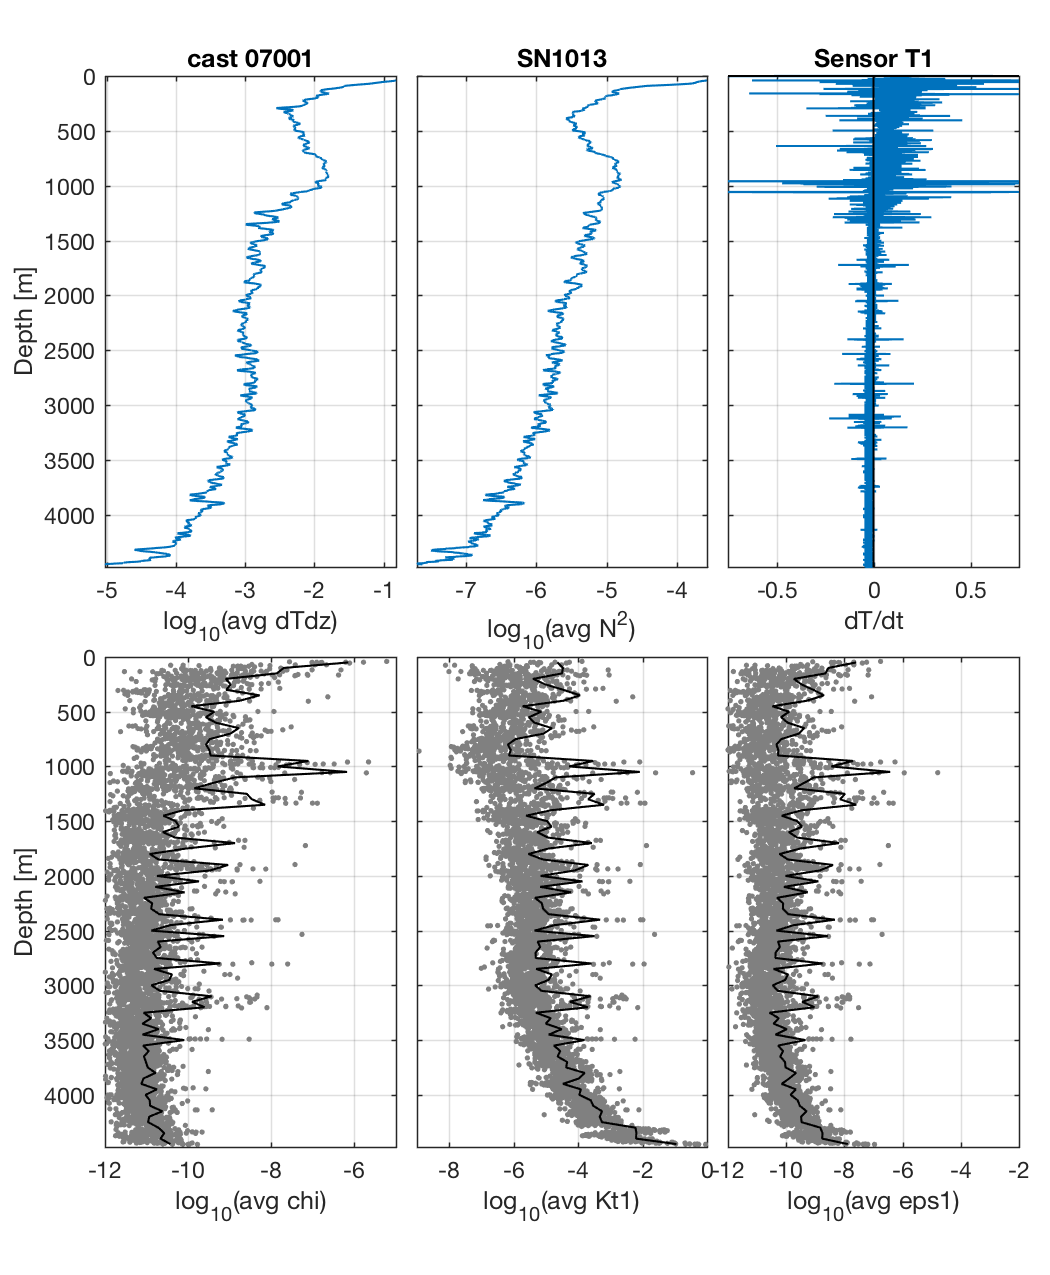 cast 07001 SN1013 Sensor T1
0
500
1000
1500
2000
2500
3000
3500
4000
Depth [m]
-5 -4 -3 -2 -1 -7 -6 -5 -4 -0.5 0 0.5
log10(avg dTdz) log10(avg N2) dT/dt
0
500
1000
1500
2000
2500
3000
3500
4000
Depth [m]
-12 -10 -8 -6 -8 -6 -4 -2 0 -12 -10 -8 -6 -4 -2
log10(avg chi) log10(avg Kt1) log10(avg eps1)